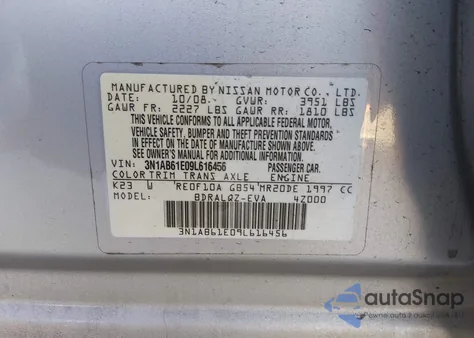 MANUFACTURED BY NISSAN MOTOR CO., LTD.
DATE: 10/08 GVWR: 3951 LBS
GAWR FR: 2227 LBS GAWR RR: 1810 LBS
THIS VEHICLE CONFORMS TO ALL APPLICABLE FEDERAL MOTOR
VEHICLE SAFETY, BUMPER AND THEFT PREVENTION STANDARDS
IN EFFECT ON THE DATE OF MANUFACTURE SHOWN ABOVE.
SEE OWNER'S MANUAL FOR ADDITIONAL INFORMATION
VIN: 3N1AB61E09L616456 PASSENGER CAR
COLOR TRIM TRANS AXLE ENGINE
K23 W RE0F10A GB54 MR20DE 1997 CC
MODEL: BDRALQZ-EVA 4Z000
3N1AB61E09L616456
autoSnap